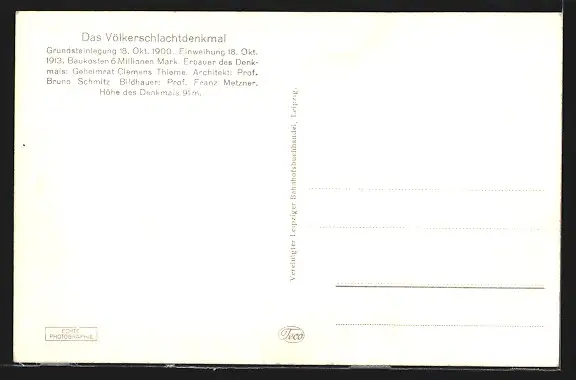 Das Völkerschlachtdenkmal
Grundsteinlegung 18. Okt. 1900. Einweihung 18. Okt.
1913. Baukosten 6 Millionen Mark. Erbauer des Denk-
mals: Geheimrat Clemens Thieme. Architekt: Prof.
Bruno Schmitz. Bildhauer: Prof. Franz Metzner.
Höhe des Denkmals 91 m.
Vereinigter Leipziger Bahnhofsbuchhandel, Leipzig.
ECHTE
PHOTOGRAPHIE